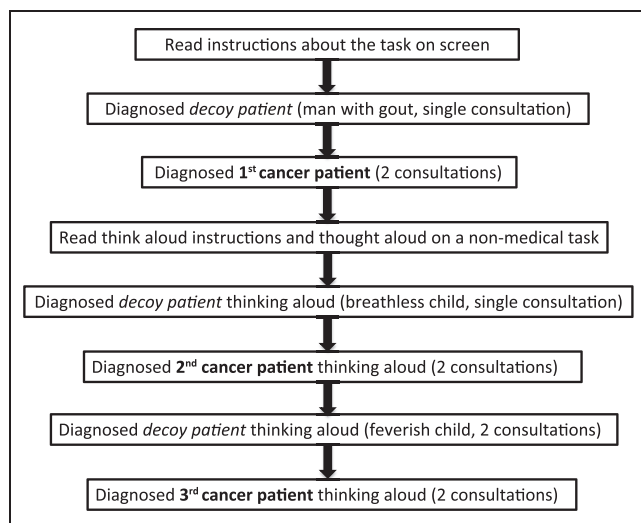 Read instructions about the task on screen
Diagnosed decoy patient (man with gout, single consultation)
Diagnosed 1st cancer patient (2 consultations)
Read think aloud instructions and thought aloud on a non-medical task
Diagnosed decoy patient thinking aloud (breathless child, single consultation)
Diagnosed 2nd cancer patient thinking aloud (2 consultations)
Diagnosed decoy patient thinking aloud (feverish child, 2 consultations)
Diagnosed 3rd cancer patient thinking aloud (2 consultations)